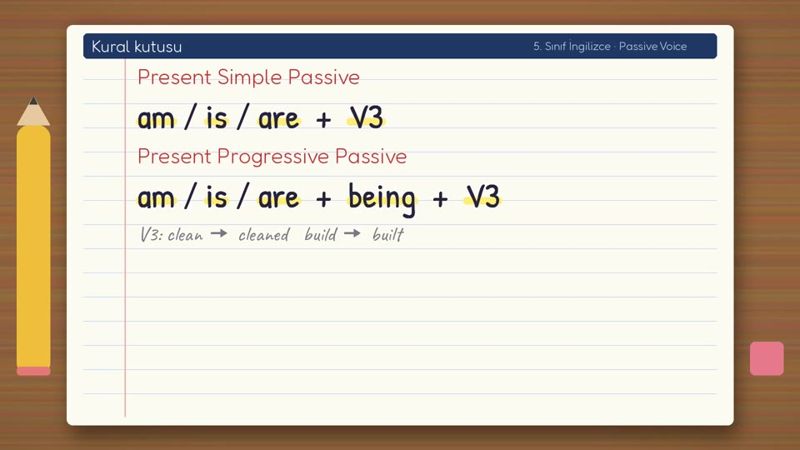 Kural kutusu
5. Sınıf İngilizce · Passive Voice
Present Simple Passive
am / is / are + V3
Present Progressive Passive
am / is / are + being + V3
V3: clean → cleaned build → built